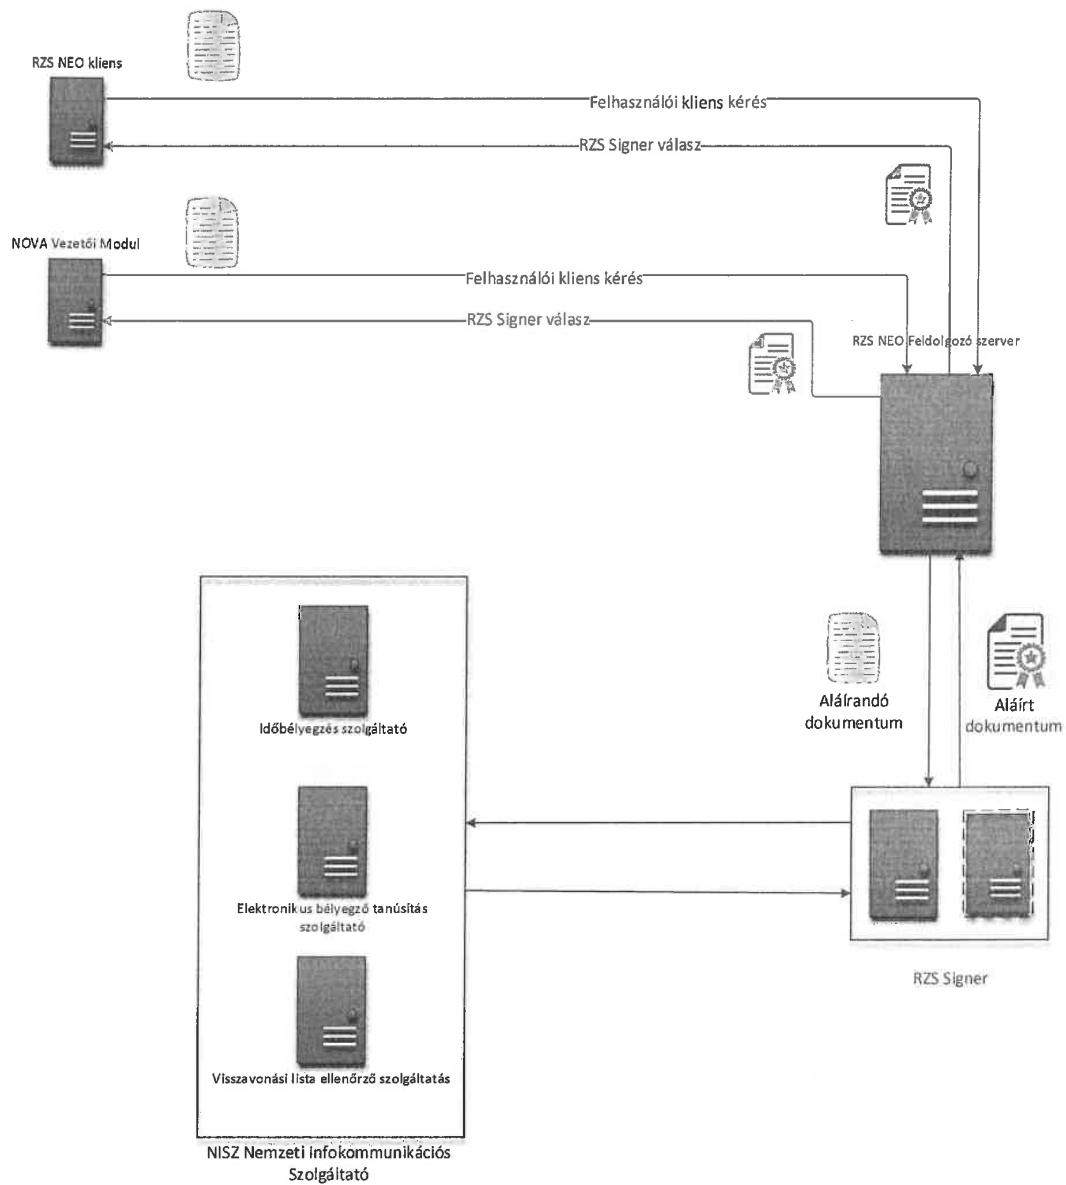 RZS NEO kliens
Felhasználói kliens kérés
RZS Signer válasz
NOVA Vezetői Modul
Felhasználói kliens kérés
RZS Signer válasz
RZS NEO Feldolgozó szerver
Aláírandó
dokumentum
Aláírt
dokumentum
Időbélyegzés szolgáltató
Elektronikus bélyegző tanúsítás
szolgáltató
RZS Signer
Visszavonási lista ellenőrző szolgáltatás
NISZ Nemzeti Infokommunikációs
Szolgáltató